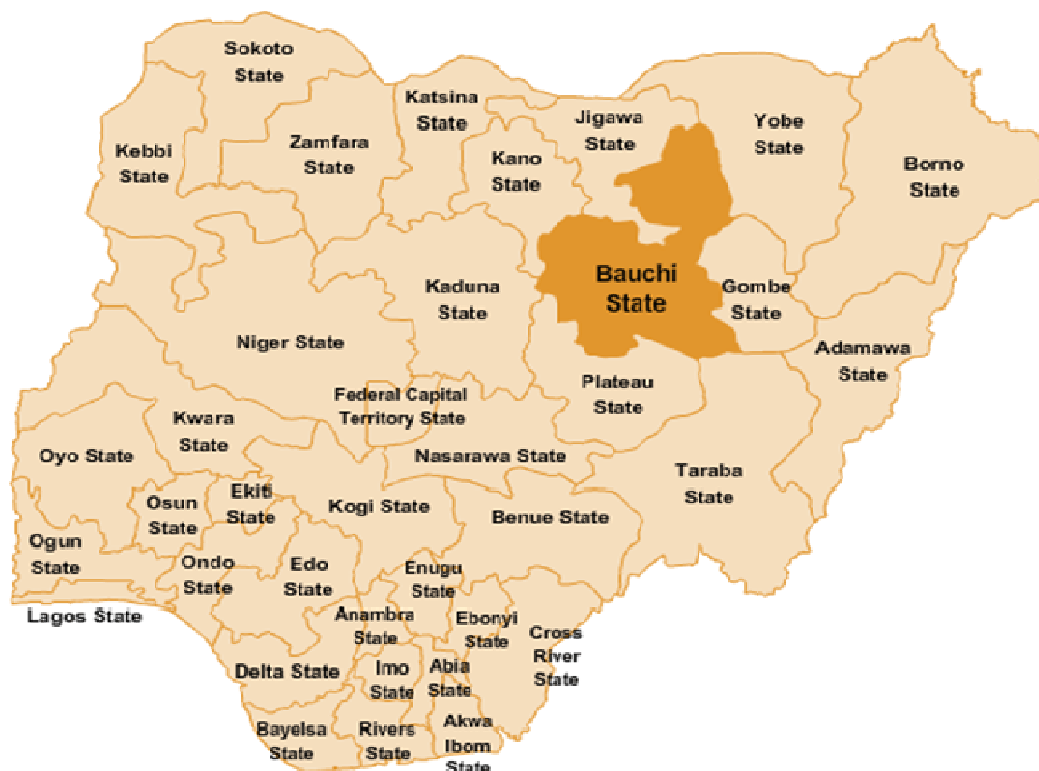 Sokoto
State
Katsina
State
Jigawa
State
Yobe
State
Kebbi
State
Zamfara
State
Kano
State
Borno
State
Bauchi
State
Kaduna
State
Gombe
State
Niger State
Adamawa
State
Plateau
State
Federal Capital
Territory State
Kwara
State
Oyo State
Nasarawa State
Taraba
State
Osun
State
Ekiti
State
Kogi State
Benue State
Ogun
State
Ondo
State
Edo
State
Enugu
State
Lagos State
Anambra
State
Ebonyi
State
Cross
River
State
Delta State
Imo
State
Abia
State
Bayelsa
State
Rivers
State
Akwa
Ibom
State